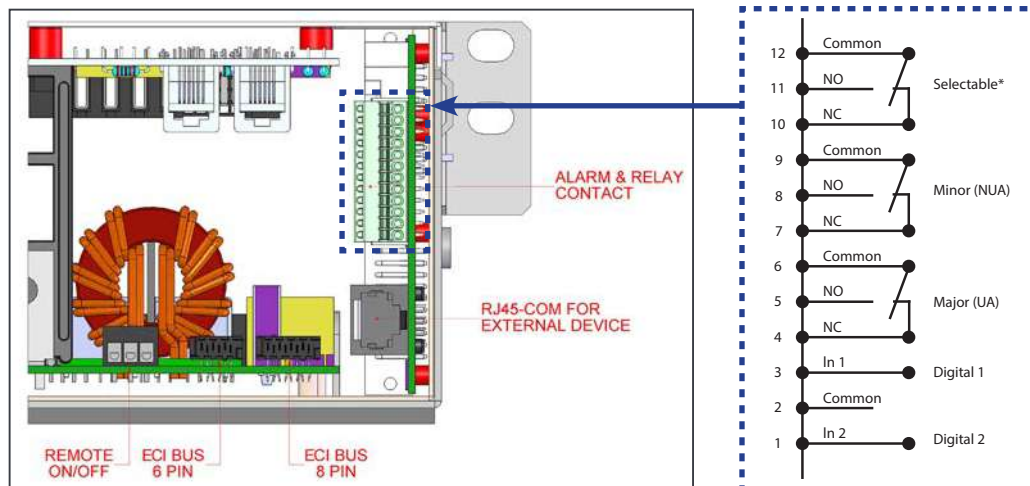 ALARM & RELAY
CONTACT
RJ45-COM FOR
EXTERNAL DEVICE
REMOTE
ON/OFF
ECI BUS
6 PIN
ECI BUS
8 PIN
12 Common
11 NO Selectable*
10 NC
9 Common
8 NO Minor (NUA)
7 NC
6 Common
5 NO Major (UA)
4 NC
3 In 1 Digital 1
2 Common
1 In 2 Digital 2